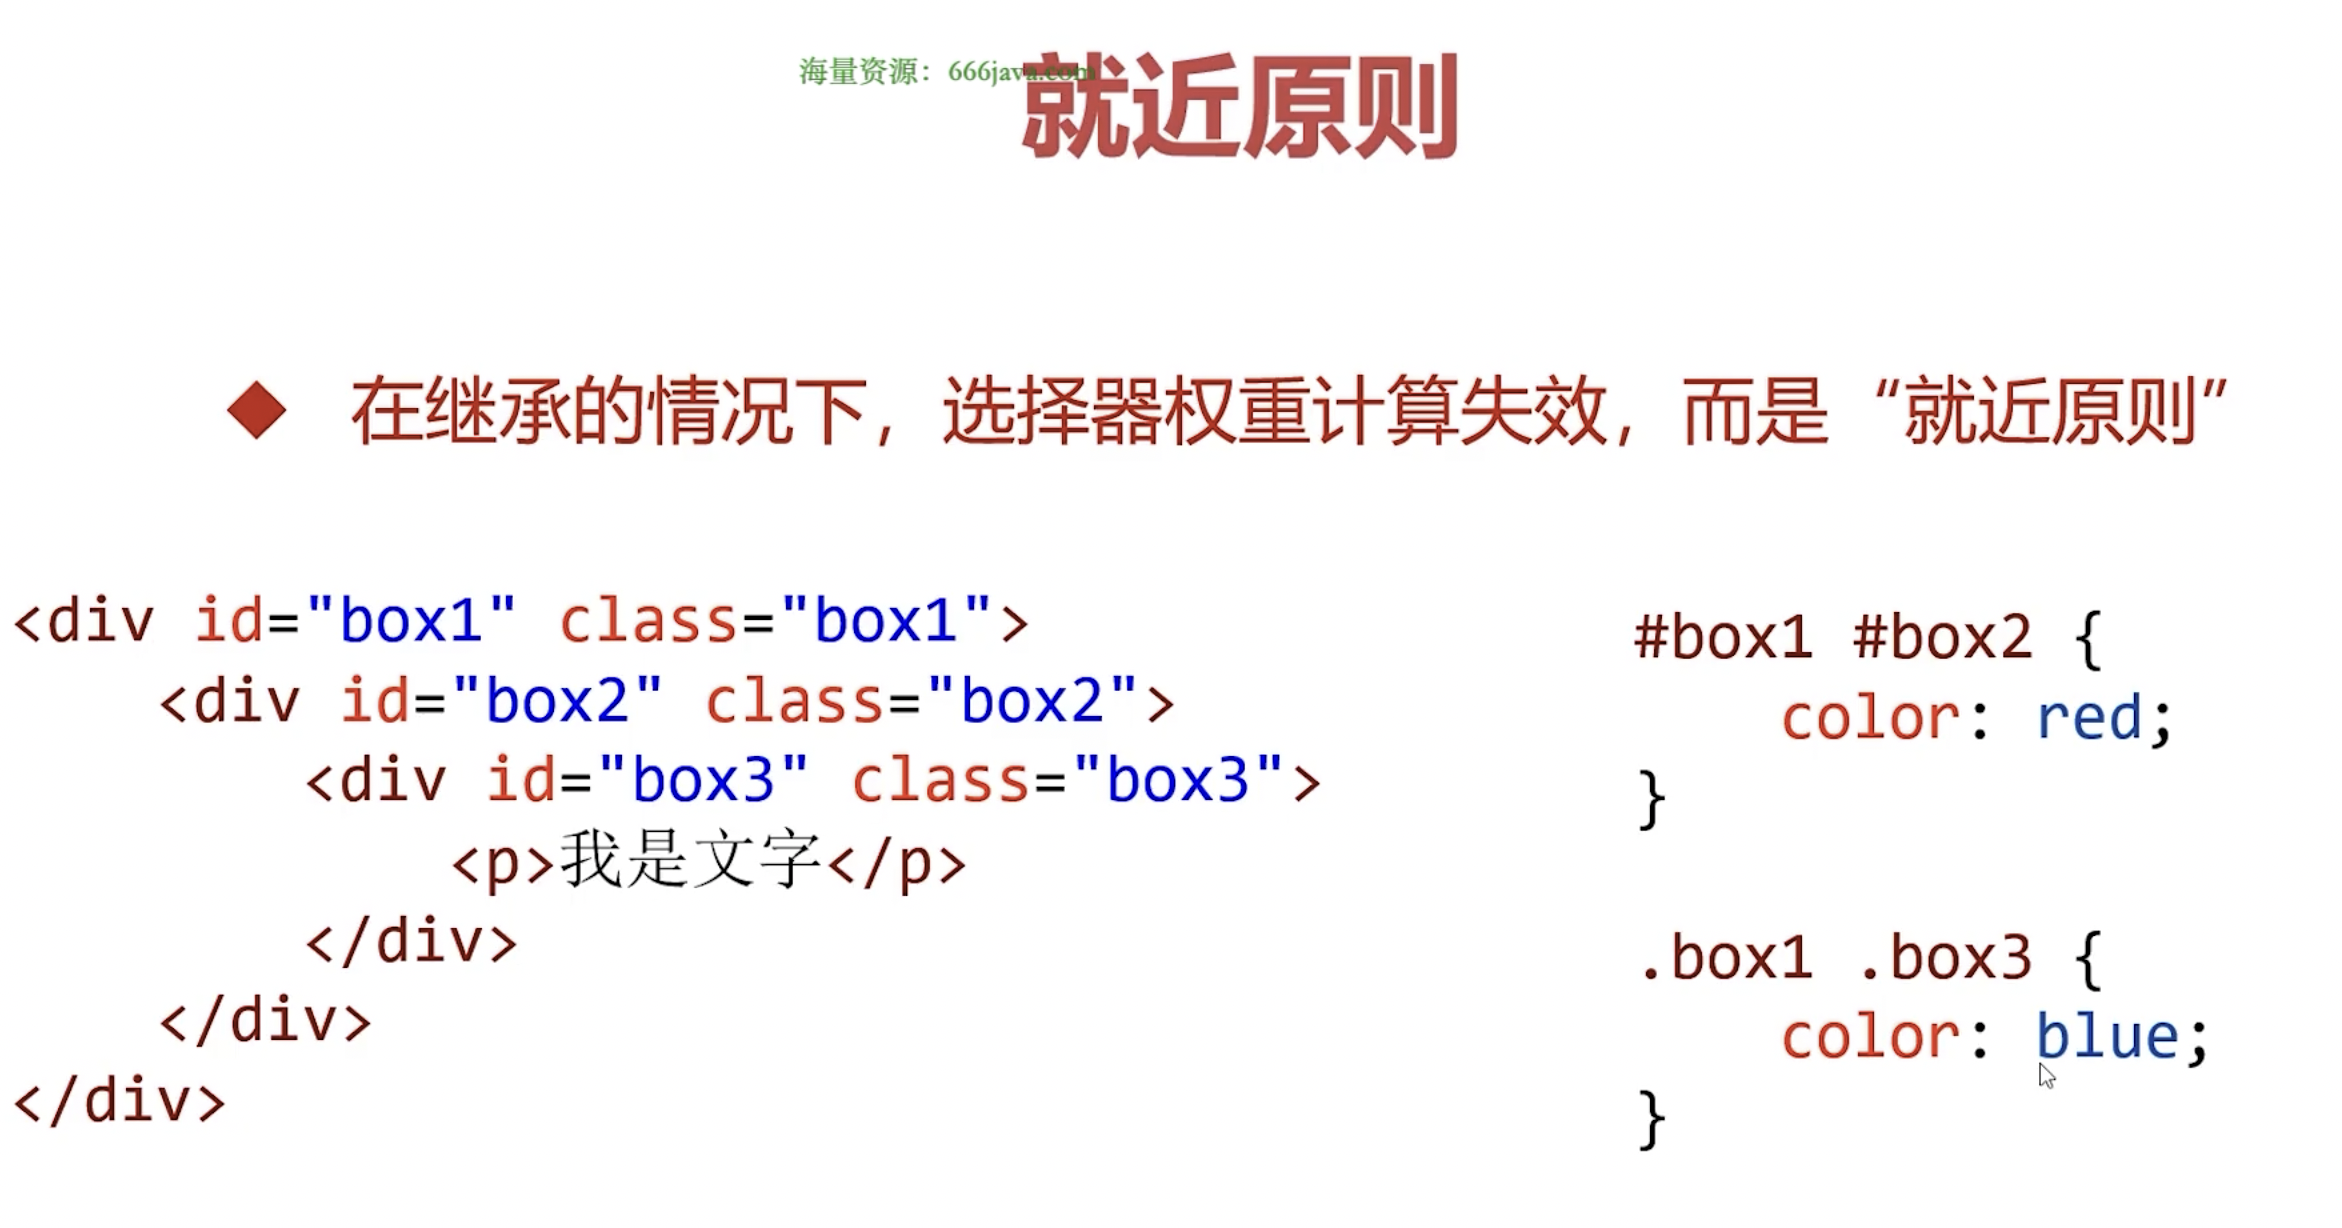 海量资源：666java.com
就近原则
◆ 在继承的情况下，选择器权重计算失效，而是“就近原则”
<div id="box1" class="box1">
    <div id="box2" class="box2">
        <div id="box3" class="box3">
            <p>我是文字</p>
        </div>
    </div>
</div>
#box1 #box2 {
    color: red;
}
.box1 .box3 {
    color: blue;
}